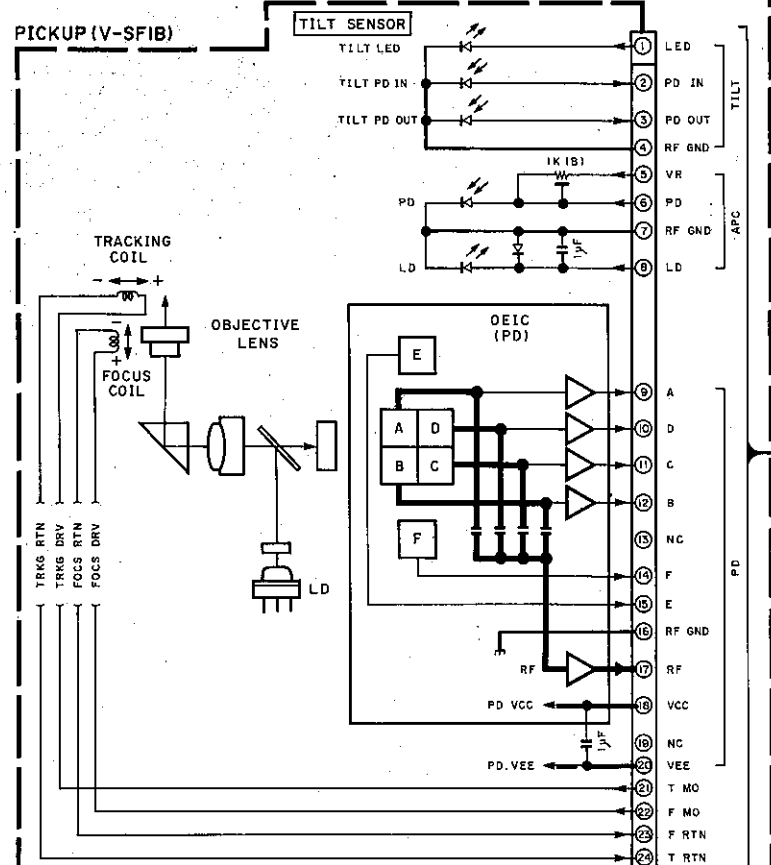 PICKUP (V-SFIB)
TILT SENSOR
TILT LED
1 LED
TILT PD IN
2 PD IN
TILT PD OUT
3 PD OUT
4 RF GND
TILT
1K (B)
5 VR
PD
6 PD
7 RF GND
1μF
LD
8 LD
APC
TRACKING
COIL
- +
-
+
FOCUS
COIL
OBJECTIVE
LENS
LD
OEIC
(PD)
E
A D
B C
F
9 A
10 D
11 C
12 B
13 NC
14 F
15 E
16 RF GND
RF
17 RF
PD VCC
18 VCC
1μF
19 NC
PD.VEE
20 VEE
PD
TRKG RTN
TRKG DRV
FOCS RTN
FOCS DRV
21 T MO
22 F MO
23 F RTN
24 T RTN